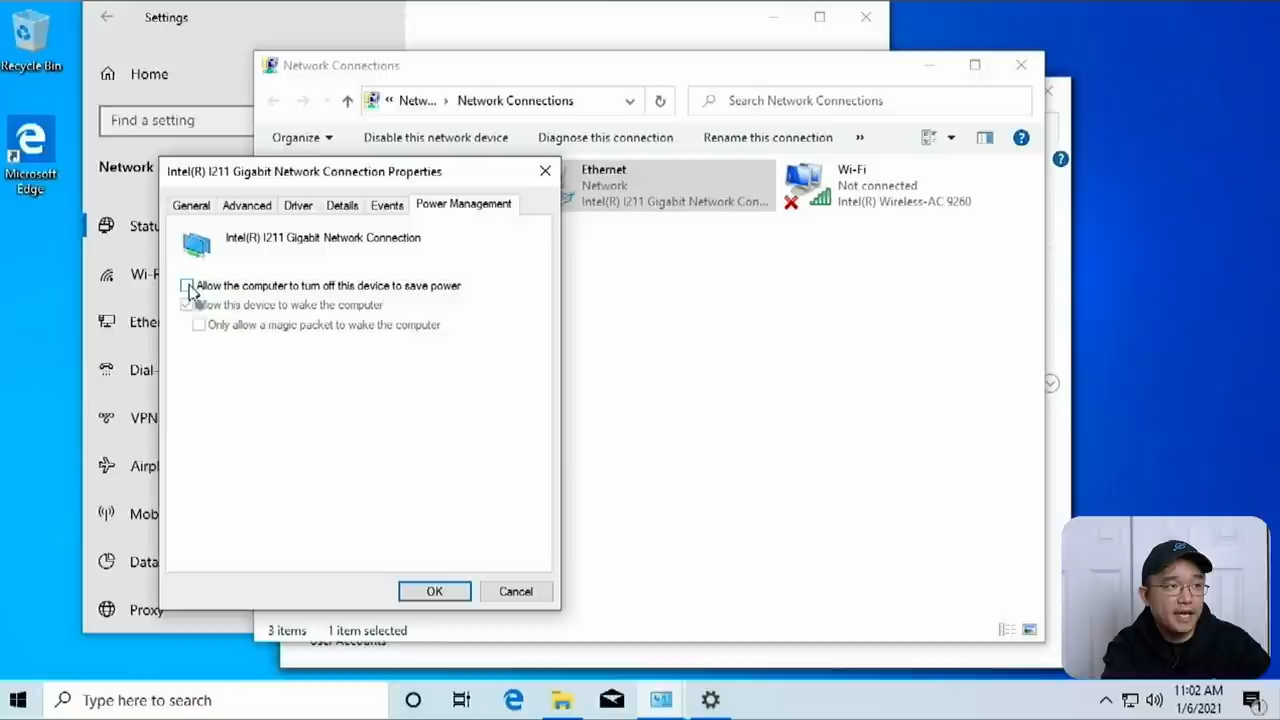 Recycle Bin
Microsoft
Edge
Settings
Home
Find a setting
Network
Statu
Wi-F
Ether
Dial-
VPN
Airpl
Mob
Data
Proxy
Network Connections
Netw... › Network Connections
Search Network Connections
Organize
Disable this network device
Diagnose this connection
Rename this connection
»
Ethernet
Network
Intel(R) I211 Gigabit Network Con...
Wi-Fi
Not connected
Intel(R) Wireless-AC 9260
3 items
1 item selected
User Accounts
Intel(R) I211 Gigabit Network Connection Properties
General
Advanced
Driver
Details
Events
Power Management
Intel(R) I211 Gigabit Network Connection
Allow the computer to turn off this device to save power
this device to wake the computer
Only allow a magic packet to wake the computer
OK
Cancel
Type here to search
11:02 AM
1/6/2021
1